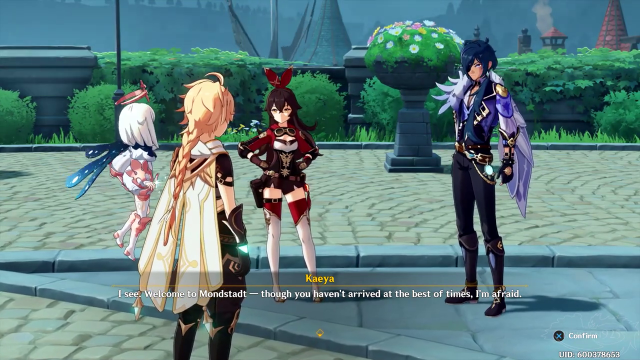 Kaeya
I see. Welcome to Mondstadt — though you haven't arrived at the best of times, I'm afraid.
Confirm
UID: 600378653